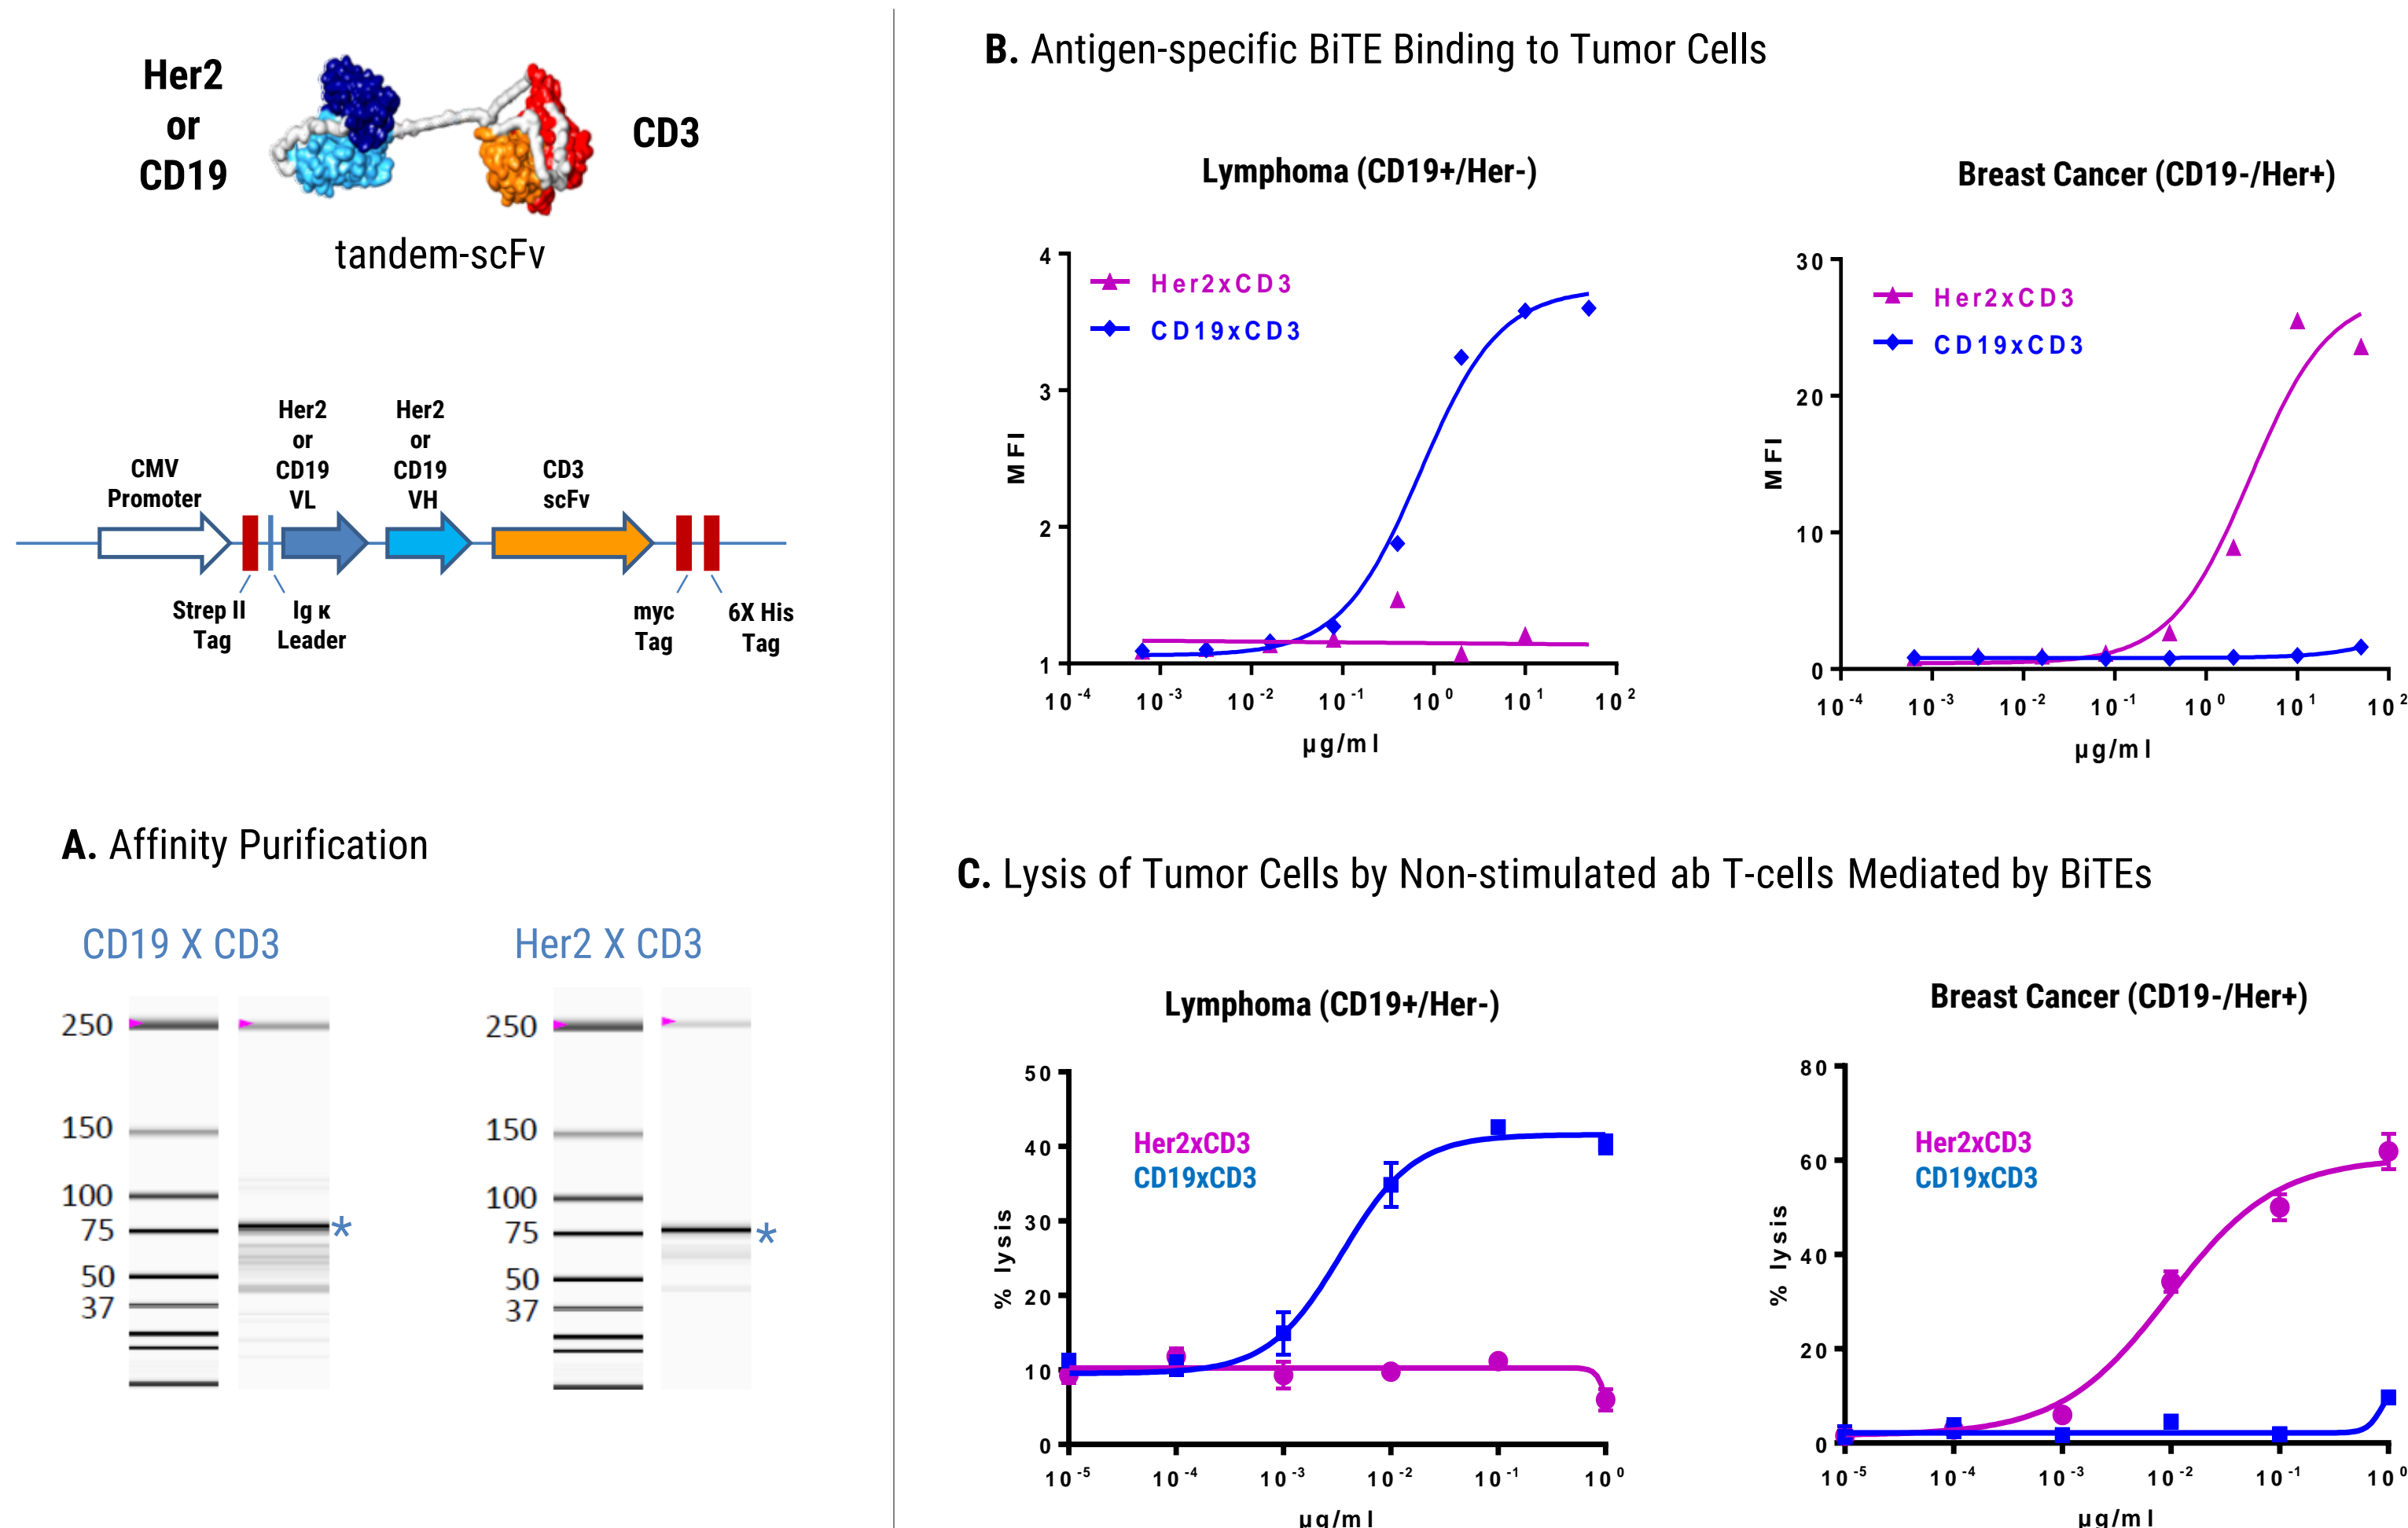 Her2
or
CD19
CD3
tandem-scFv
CMV
Promoter
Her2
or
CD19
VL
Her2
or
CD19
VH
CD3
scFv
Strep II
Tag
Ig κ
Leader
myc
Tag
6X His
Tag
A. Affinity Purification
CD19 X CD3
250
150
100
75
50
37
*
Her2 X CD3
250
150
100
75
50
37
*
B. Antigen-specific BiTE Binding to Tumor Cells
Lymphoma (CD19+/Her-)
MFI
4
3
2
1
Her2xCD3
CD19xCD3
10-4 10-3 10-2 10-1 100 101 102
µg/ml
Breast Cancer (CD19-/Her+)
MFI
30
20
10
0
Her2xCD3
CD19xCD3
10-4 10-3 10-2 10-1 100 101 102
µg/ml
C. Lysis of Tumor Cells by Non-stimulated ab T-cells Mediated by BiTEs
Lymphoma (CD19+/Her-)
% lysis
50
40
30
20
10
0
Her2xCD3
CD19xCD3
10-5 10-4 10-3 10-2 10-1 100
µg/ml
Breast Cancer (CD19-/Her+)
% lysis
80
60
40
20
0
Her2xCD3
CD19xCD3
10-5 10-4 10-3 10-2 10-1 100
µg/ml